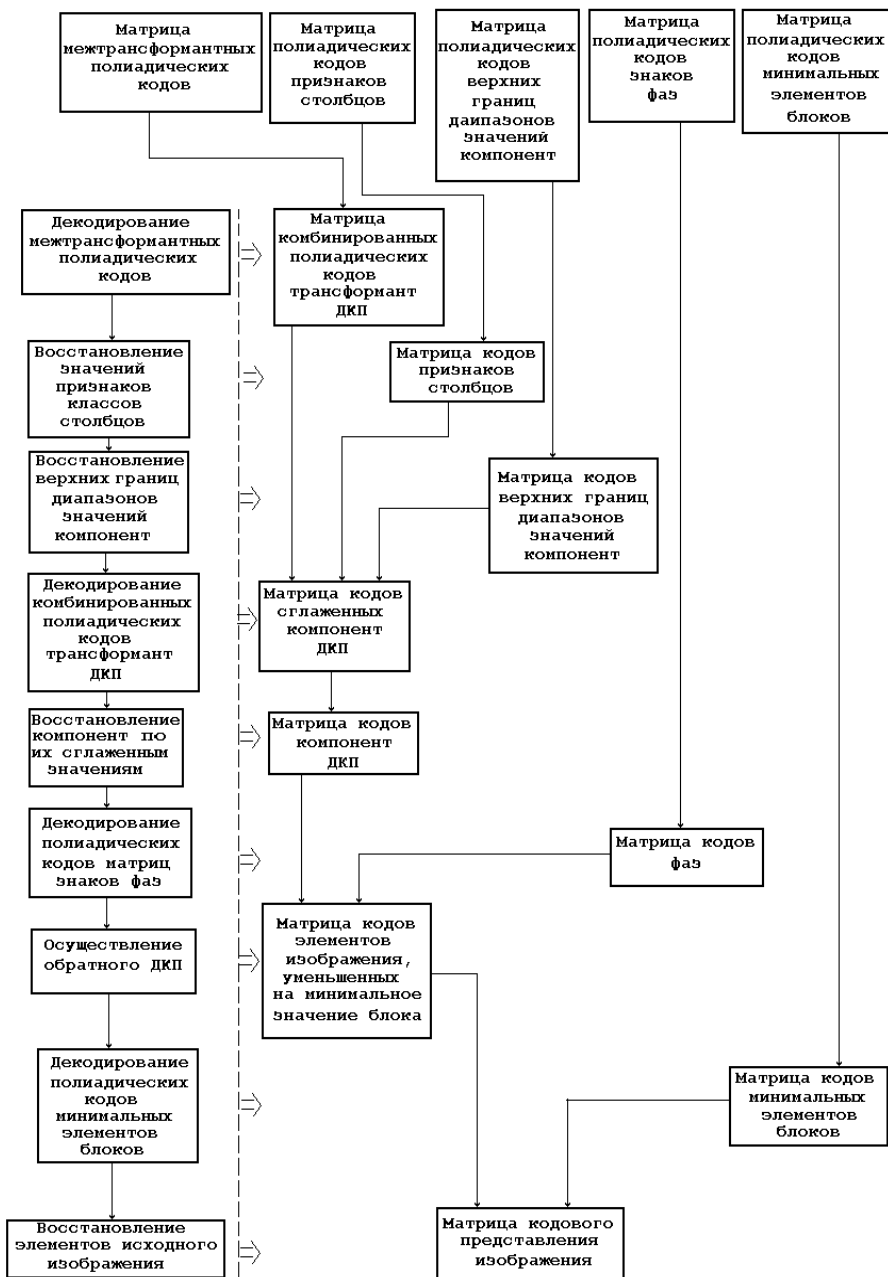 Матрица
межтрансформантных
полиадических
кодов
Матрица
полиадических
кодов
признаков
столбцов
Матрица
полиадических
кодов
верхних
границ
даипазонов
значений
компонент
Матрица
полиадических
кодов
знаков
фаз
Матрица
полиадических
кодов
минимальных
элементов
блоков
Декодирование
межтрансформантных
полиадических
кодов
Матрица
комбинированных
полиадических
кодов
трансформант
ДКП
Восстановление
значений
признаков
классов
столбцов
Матрица кодов
признаков
столбцов
Восстановление
верхних границ
диапазонов
значений
компонент
Матрица кодов
верхних границ
диапазонов
значений
компонент
Декодирование
комбинированных
полиадических
кодов
трансформант
ДКП
Матрица кодов
сглаженных
компонент
ДКП
Восстановление
компонент по
их сглаженным
значениям
Матрица кодов
компонент
ДКП
Декодирование
полиадических
кодов матриц
знаков фаз
Матрица кодов
фаз
Осуществление
обратного ДКП
Матрица кодов
элементов
изображения,
уменьшенных
на минимальное
значение блока
Декодирование
полиадических
кодов
минимальных
элементов
блоков
Матрица кодов
минимальных
элементов
блоков
Восстановление
элементов исходного
изображения
Матрица кодового
представления
изображения